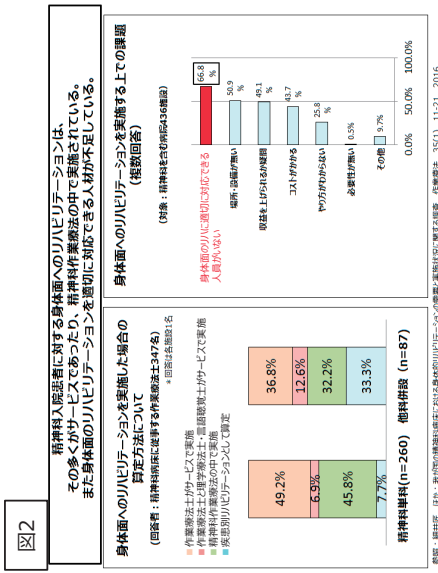 図2
精神科入院患者に対する身体面へのリハビリテーションは、
その多くがサービスであったり、精神科作業療法の中で実施されている。
また身体面のリハビリテーションを適切に対応できる人材が不足している。
身体面へのリハビリテーションを実施した場合の
算定方法について
(回答者:精神科病床に従事する作業療法士347名)
*回答は各施設1名
作業療法士がサービスで実施
作業療法士と理学療法士・言語聴覚士がサービスで実施
精神科作業療法の中で実施
疾患別リハビリテーションとして算定
49.2%
6.9%
45.8%
7.7%
36.8%
12.6%
32.2%
33.3%
精神科単科(n=260)
他科併設(n=87)
身体面へのリハビリテーションを実施する上での課題
(複数回答)
(対象:精神科を含む病院436施設)
身体面のリハに適切に対応できる
人員がいない
66.8
%
場所・設備が無い
50.9
%
収益を上げられるか疑問
49.1
%
コストがかかる
43.7
%
やり方がわからない
25.8
%
必要性が無い
0.5%
その他
9.7%
0.0%
50.0%
100.0%
35(1) 11-21, 2016